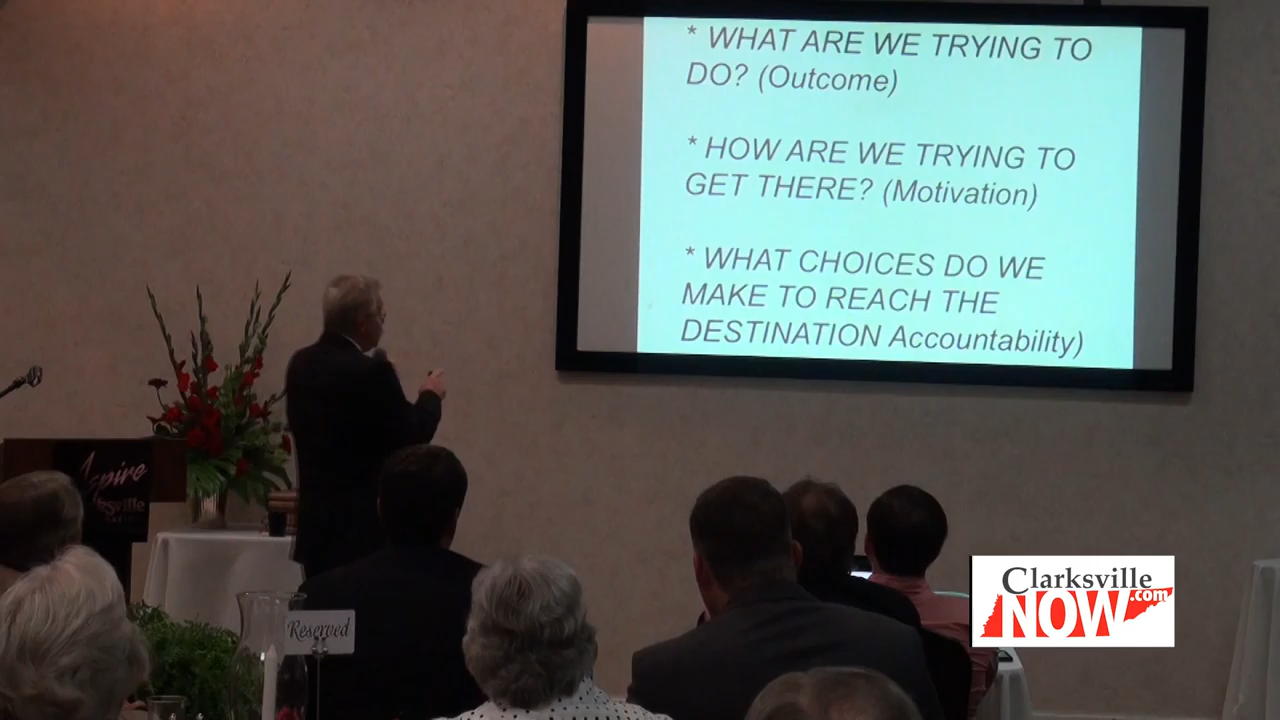 * WHAT ARE WE TRYING TO
DO? (Outcome)
* HOW ARE WE TRYING TO
GET THERE? (Motivation)
* WHAT CHOICES DO WE
MAKE TO REACH THE
DESTINATION Accountability)
Aspire
Reserved
Clarksville
NOW.com